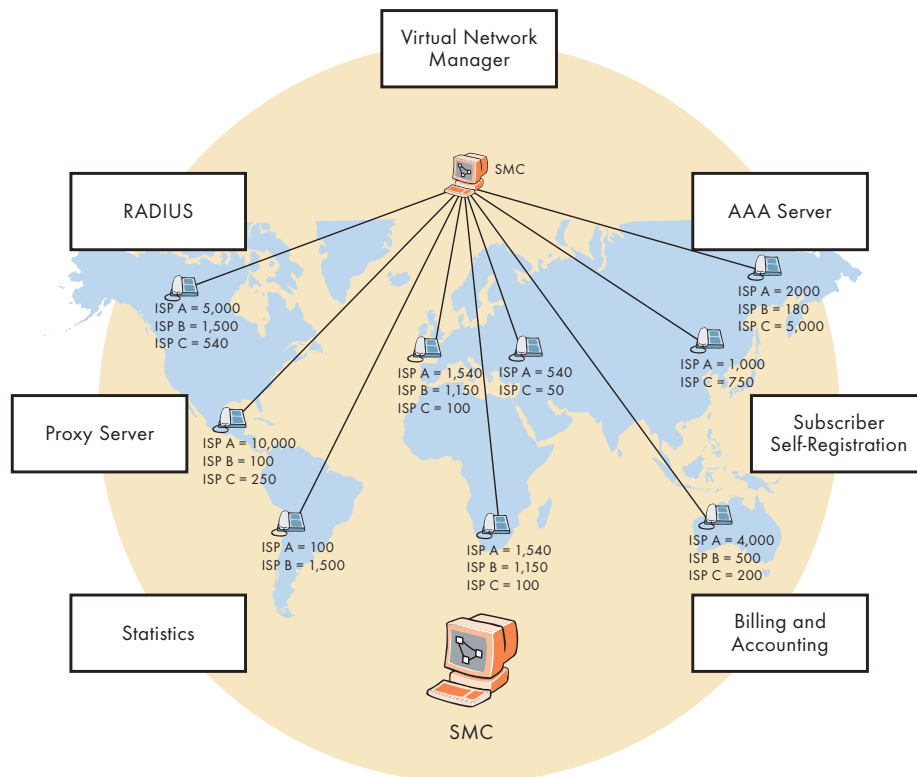 Virtual Network
Manager
SMC
RADIUS
AAA Server
ISP A = 5,000
ISP B = 1,500
ISP C = 540
ISP A = 2000
ISP B = 180
ISP C = 5,000
ISP A = 1,540
ISP B = 1,150
ISP C = 100
ISP A = 540
ISP C = 50
ISP A = 1,000
ISP C = 750
Proxy Server
ISP A = 10,000
ISP B = 100
ISP C = 250
Subscriber
Self-Registration
ISP A = 100
ISP B = 1,500
ISP A = 1,540
ISP B = 1,150
ISP C = 100
ISP A = 4,000
ISP B = 500
ISP C = 200
Statistics
Billing and
Accounting
SMC